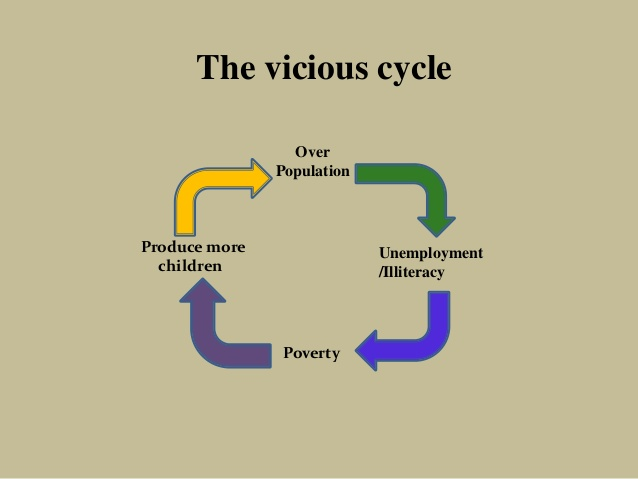 The vicious cycle
Over
Population
Unemployment
/Illiteracy
Poverty
Produce more
children